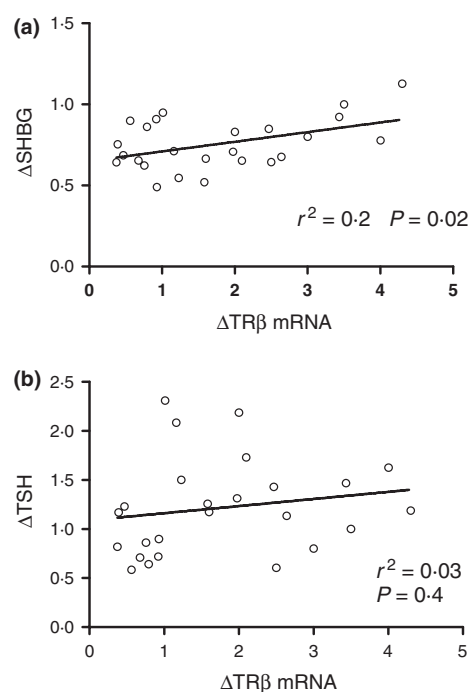 (a)
1·5
1·0
0·5
0·0
ΔSHBG
r² = 0·2 P = 0·02
0 1 2 3 4 5
ΔTRβ mRNA
(b)
2·5
2·0
1·5
1·0
0·5
0·0
ΔTSH
r² = 0·03
P = 0·4
0 1 2 3 4 5
ΔTRβ mRNA